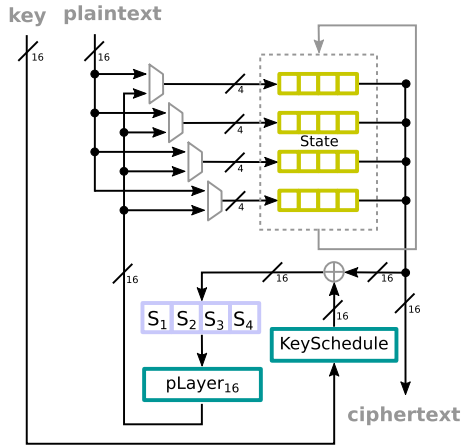 key plaintext
16
16
4
4
State
4
4
16
16
16
S1 S2 S3 S4
16
16
KeySchedule
pLayer16
ciphertext